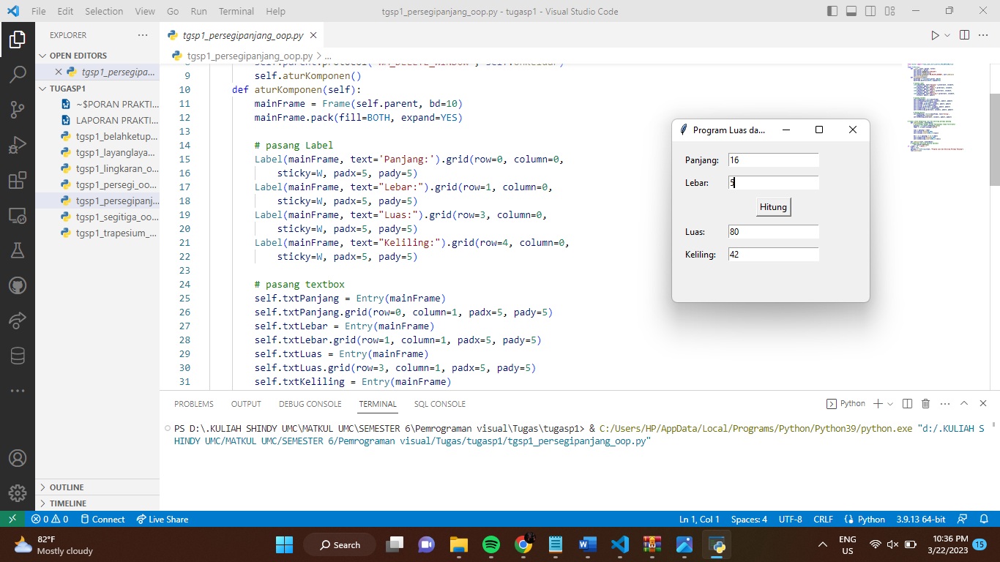 File Edit Selection View Go Run Terminal Help
tgsp1_persegipanjang_oop.py - tugasp1 - Visual Studio Code
EXPLORER
OPEN EDITORS
tgsp1_persegipa...
TUGASP1
~$PORAN PRAKTI...
LAPORAN PRAKTI...
tgsp1_belahketup...
tgsp1_layanglaya...
tgsp1_lingkaran_o...
tgsp1_persegi_oo...
tgsp1_persegipanj...
tgsp1_segitiga_oo...
tgsp1_trapesium_...
OUTLINE
TIMELINE
tgsp1_persegipanjang_oop.py
tgsp1_persegipanjang_oop.py > ...
9 self.aturKomponen()
10 def aturKomponen(self):
11 mainFrame = Frame(self.parent, bd=10)
12 mainFrame.pack(fill=BOTH, expand=YES)
13
14 # pasang Label
15 Label(mainFrame, text='Panjang:').grid(row=0, column=0,
16 sticky=W, padx=5, pady=5)
17 Label(mainFrame, text="Lebar:").grid(row=1, column=0,
18 sticky=W, padx=5, pady=5)
19 Label(mainFrame, text="Luas:").grid(row=3, column=0,
20 sticky=W, padx=5, pady=5)
21 Label(mainFrame, text="Keliling:").grid(row=4, column=0,
22 sticky=W, padx=5, pady=5)
23
24 # pasang textbox
25 self.txtPanjang = Entry(mainFrame)
26 self.txtPanjang.grid(row=0, column=1, padx=5, pady=5)
27 self.txtLebar = Entry(mainFrame)
28 self.txtLebar.grid(row=1, column=1, padx=5, pady=5)
29 self.txtLuas = Entry(mainFrame)
30 self.txtLuas.grid(row=3, column=1, padx=5, pady=5)
31 self.txtKeliling = Entry(mainFrame)
Program Luas da...
Panjang: 16
Lebar: 5
Hitung
Luas: 80
Keliling: 42
PROBLEMS OUTPUT DEBUG CONSOLE TERMINAL SQL CONSOLE
Python
PS D:\.KULIAH SHINDY UMC\MATKUL UMC\SEMESTER 6\Pemrograman visual\Tugas\tugasp1> & C:/Users/HP/AppData/Local/Programs/Python/Python39/python.exe "d:/.KULIAH S
HINDY UMC/MATKUL UMC/SEMESTER 6/Pemrograman visual/Tugas/tugasp1/tgsp1_persegipanjang_oop.py"
0 0 Connect Live Share
Ln 1, Col 1 Spaces: 4 UTF-8 CRLF Python 3.9.13 64-bit
82°F
Mostly cloudy
Search
ENG
US
10:36 PM
3/22/2023
15